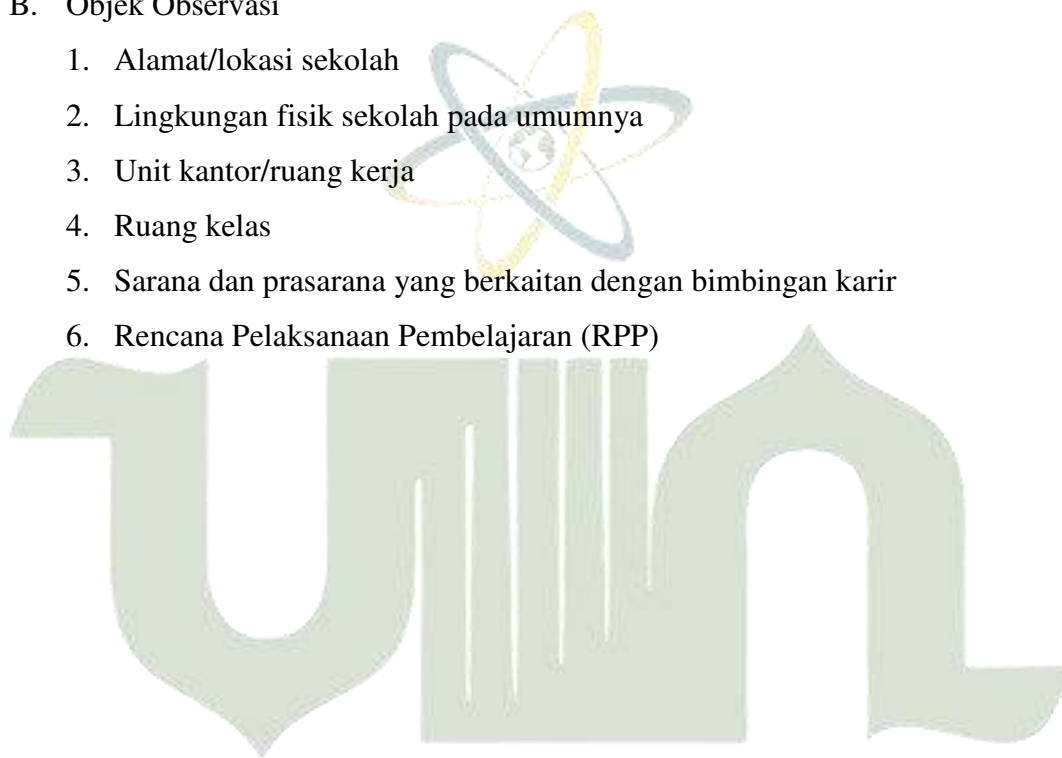 B. Objek Observasi
1. Alamat/lokasi sekolah
2. Lingkungan fisik sekolah pada umumnya
3. Unit kantor/ruang kerja
4. Ruang kelas
5. Sarana dan prasarana yang berkaitan dengan bimbingan karir
6. Rencana Pelaksanaan Pembelajaran (RPP)
uin